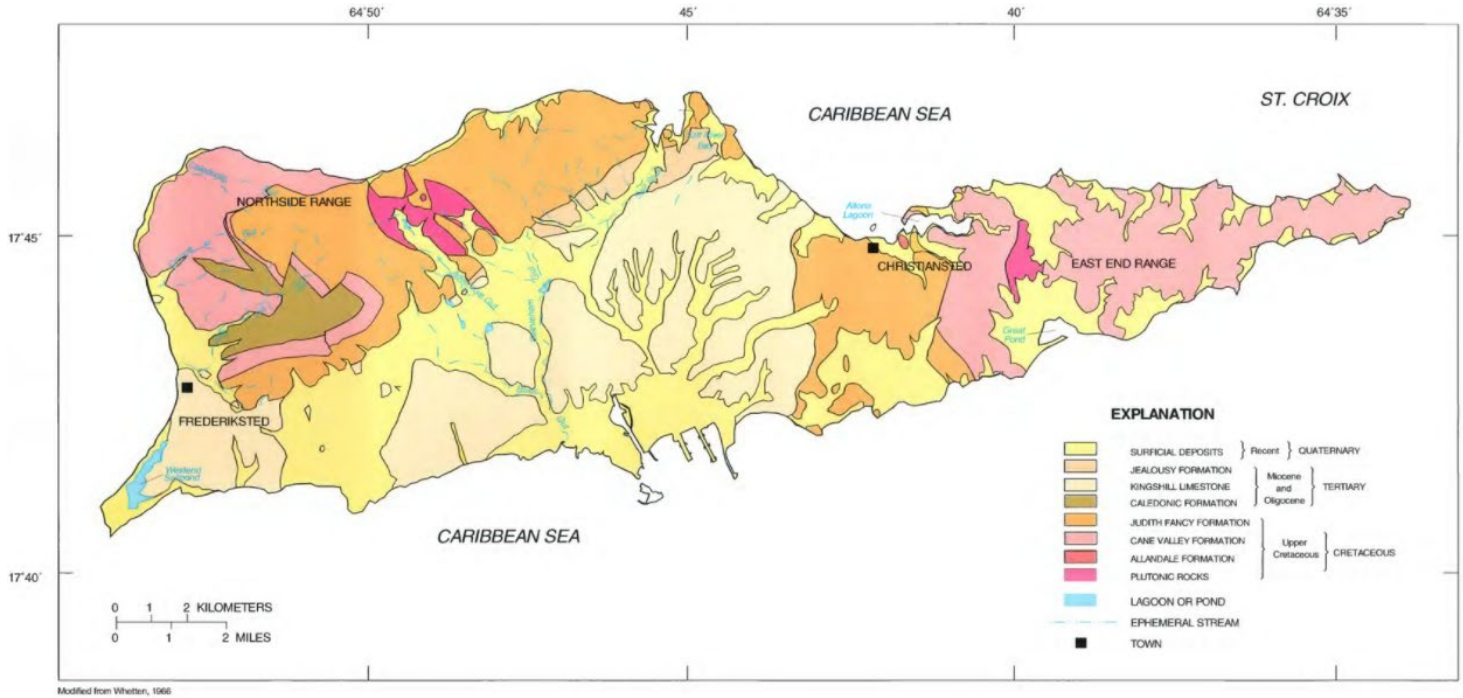 64°50'
45'
40'
64°35'
CARIBBEAN SEA
ST. CROIX
NORTHSIDE RANGE
17°45'
Altona
Lagoon
CHRISTIANSTED
EAST END RANGE
Great
Pond
FREDERIKSTED
Westend
Saltpond
CARIBBEAN SEA
17°40'
EXPLANATION
SURFICIAL DEPOSITS Recent QUATERNARY
JEALOUSY FORMATION
KINGSHILL LIMESTONE Miocene and Oligocene TERTIARY
CALEDONIC FORMATION
JUDITH FANCY FORMATION
CANE VALLEY FORMATION Upper Cretaceous CRETACEOUS
ALLANDALE FORMATION
PLUTONIC ROCKS
LAGOON OR POND
EPHEMERAL STREAM
TOWN
0 1 2 KILOMETERS
0 1 2 MILES
Modified from Whetten, 1966